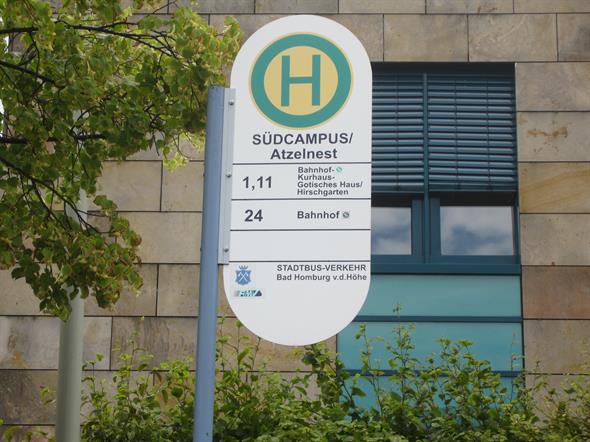 H
SÜDCAMPUS/
Atzelnest
1,11 Bahnhof-
Kurhaus-
Gotisches Haus/
Hirschgarten
24 Bahnhof
STADTBUS-VERKEHR
Bad Homburg v.d.Höhe